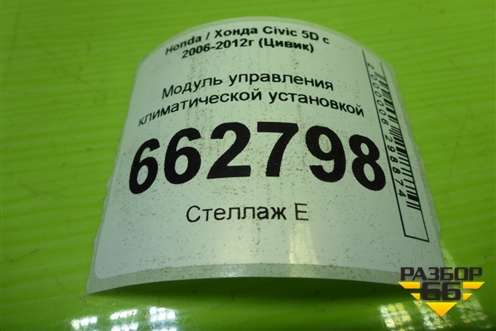 Honda / Хонда Civic 5D с
2006-2012г (Цивик)
Модуль управления
климатической установкой
662798
Стеллаж Е
РАЗБОР
66